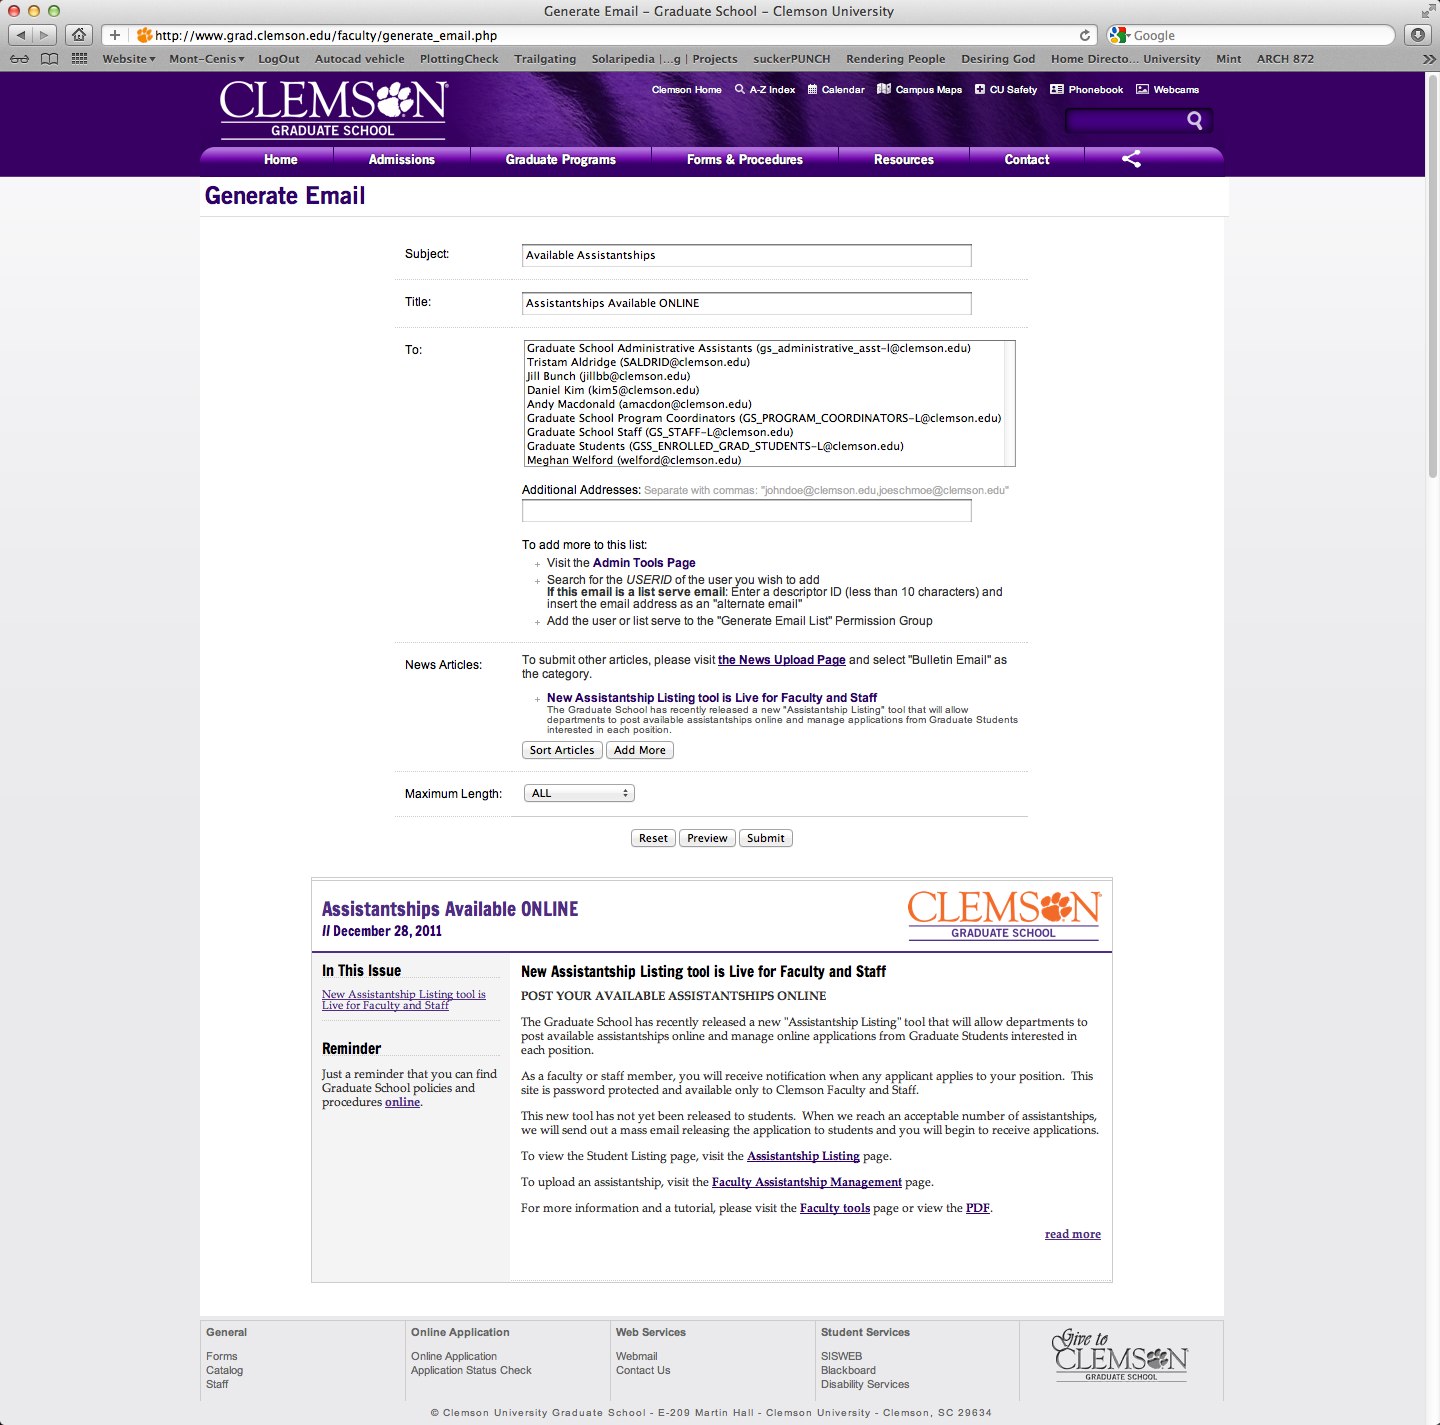 Generate Email – Graduate School – Clemson University
http://www.grad.clemson.edu/faculty/generate_email.php
Google
Website Mont-Cenis LogOut Autocad vehicle PlottingCheck Trailgating Solaripedia |...g | Projects suckerPUNCH Rendering People Desiring God Home Directo... University Mint ARCH 872
CLEMSON
GRADUATE SCHOOL
Clemson Home A-Z Index Calendar Campus Maps CU Safety Phonebook Webcams
Home Admissions Graduate Programs Forms & Procedures Resources Contact
Generate Email
Subject: Available Assistantships
Title: Assistantships Available ONLINE
To:
Graduate School Administrative Assistants (gs_administrative_asst-l@clemson.edu)
Tristam Aldridge (SALDRID@clemson.edu)
Jill Bunch (jillbb@clemson.edu)
Daniel Kim (kim5@clemson.edu)
Andy Macdonald (amacdon@clemson.edu)
Graduate School Program Coordinators (GS_PROGRAM_COORDINATORS-L@clemson.edu)
Graduate School Staff (GS_STAFF-L@clemson.edu)
Graduate Students (GSS_ENROLLED_GRAD_STUDENTS-L@clemson.edu)
Meghan Welford (welford@clemson.edu)
Additional Addresses: Separate with commas: "johndoe@clemson.edu,joeschmoe@clemson.edu"
To add more to this list:
Visit the Admin Tools Page
Search for the USERID of the user you wish to add
If this email is a list serve email: Enter a descriptor ID (less than 10 characters) and
insert the email address as an "alternate email"
Add the user or list serve to the "Generate Email List" Permission Group
News Articles:
To submit other articles, please visit the News Upload Page and select "Bulletin Email" as
the category.
New Assistantship Listing tool is Live for Faculty and Staff
The Graduate School has recently released a new "Assistantship Listing" tool that will allow
departments to post available assistantships online and manage applications from Graduate Students
interested in each position.
Sort Articles Add More
Maximum Length: ALL
Reset Preview Submit
Assistantships Available ONLINE
// December 28, 2011
CLEMSON
GRADUATE SCHOOL
In This Issue
New Assistantship Listing tool is
Live for Faculty and Staff
Reminder
Just a reminder that you can find
Graduate School policies and
procedures online.
New Assistantship Listing tool is Live for Faculty and Staff
POST YOUR AVAILABLE ASSISTANTSHIPS ONLINE
The Graduate School has recently released a new "Assistantship Listing" tool that will allow departments to
post available assistantships online and manage online applications from Graduate Students interested in
each position.
As a faculty or staff member, you will receive notification when any applicant applies to your position. This
site is password protected and available only to Clemson Faculty and Staff.
This new tool has not yet been released to students. When we reach an acceptable number of assistantships,
we will send out a mass email releasing the application to students and you will begin to receive applications.
To view the Student Listing page, visit the Assistantship Listing page.
To upload an assistantship, visit the Faculty Assistantship Management page.
For more information and a tutorial, please visit the Faculty tools page or view the PDF.
read more
General
Forms
Catalog
Staff
Online Application
Online Application
Application Status Check
Web Services
Webmail
Contact Us
Student Services
SISWEB
Blackboard
Disability Services
Give to
CLEMSON
GRADUATE SCHOOL
© Clemson University Graduate School - E-209 Martin Hall - Clemson University - Clemson, SC 29634